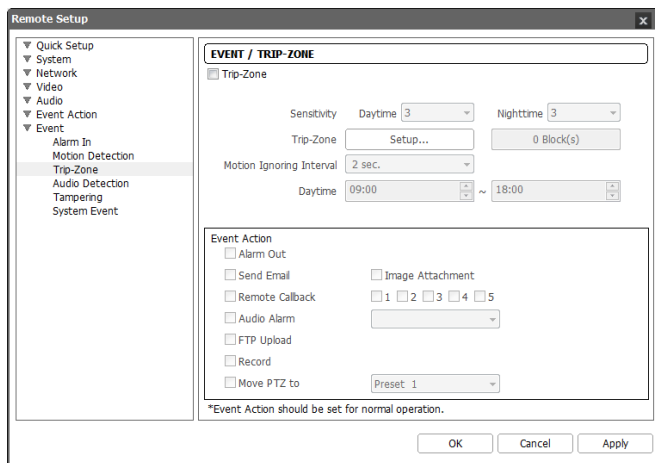 Remote Setup
x
Quick Setup
System
Network
Video
Audio
Event Action
Event
Alarm In
Motion Detection
Trip-Zone
Audio Detection
Tampering
System Event
EVENT / TRIP-ZONE
Trip-Zone
Sensitivity Daytime 3 Nighttime 3
Trip-Zone Setup... 0 Block(s)
Motion Ignoring Interval 2 sec.
Daytime 09:00 ~ 18:00
Event Action
Alarm Out
Send Email Image Attachment
Remote Callback 1 2 3 4 5
Audio Alarm
FTP Upload
Record
Move PTZ to Preset 1
*Event Action should be set for normal operation.
OK Cancel Apply